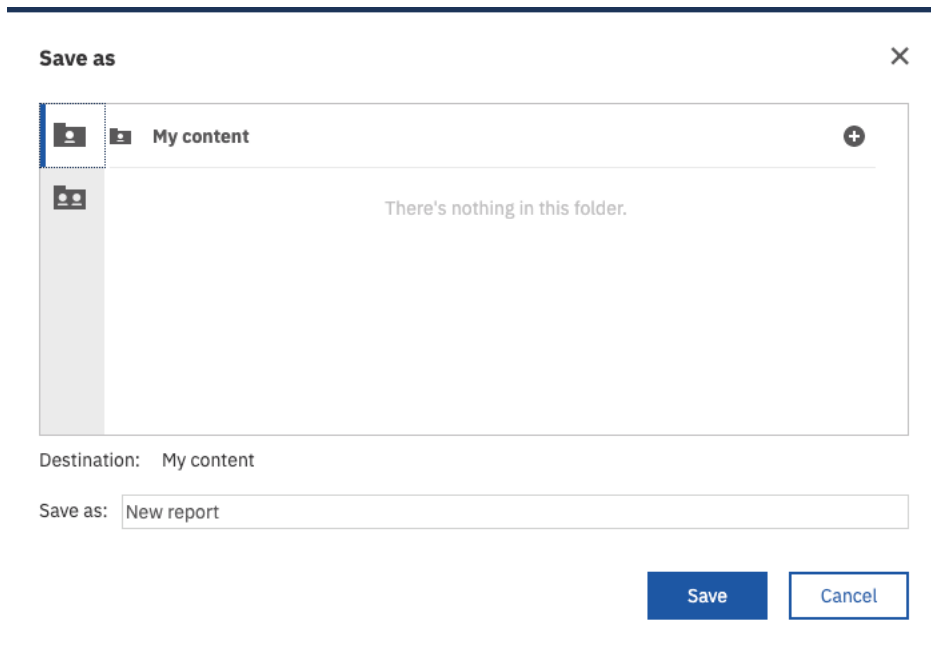 Save as
My content
There's nothing in this folder.
Destination: My content
Save as: New report
Save Cancel